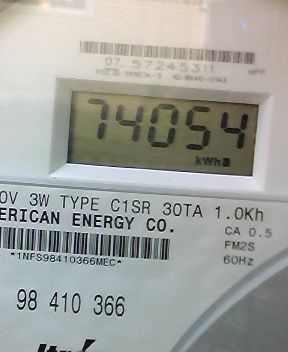 07 57245311
74054
kWh
0V 3W TYPE C1SR 30TA 1.0Kh
ERICAN ENERGY CO.
CA 0.5
FM2S
60Hz
*1NFS98410366MEC*
98 410 366